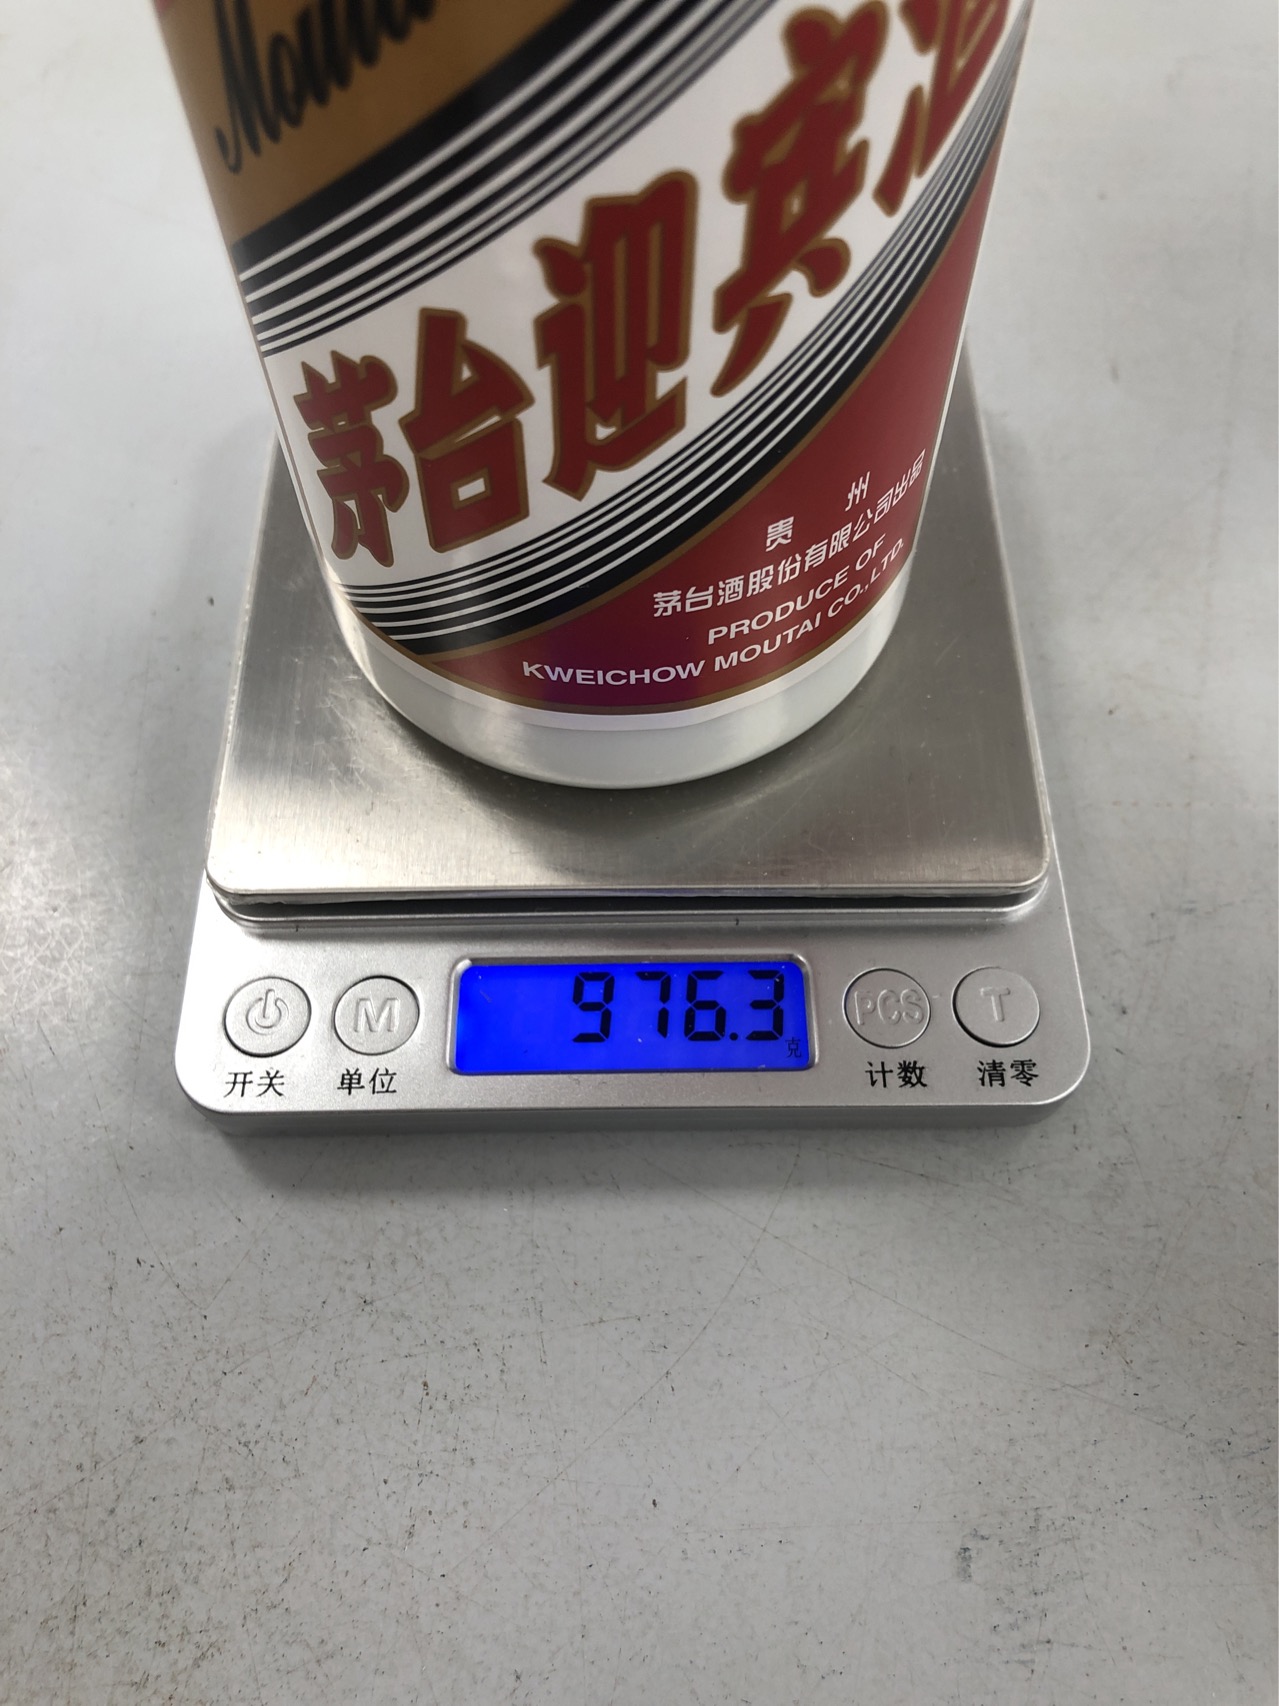 茅台迎宾酒
贵 州
茅台酒股份有限公司出品
PRODUCE OF
KWEICHOW MOUTAI CO.,LTD.
976.3
克
M
PCS
T
开关
单位
计数
清零